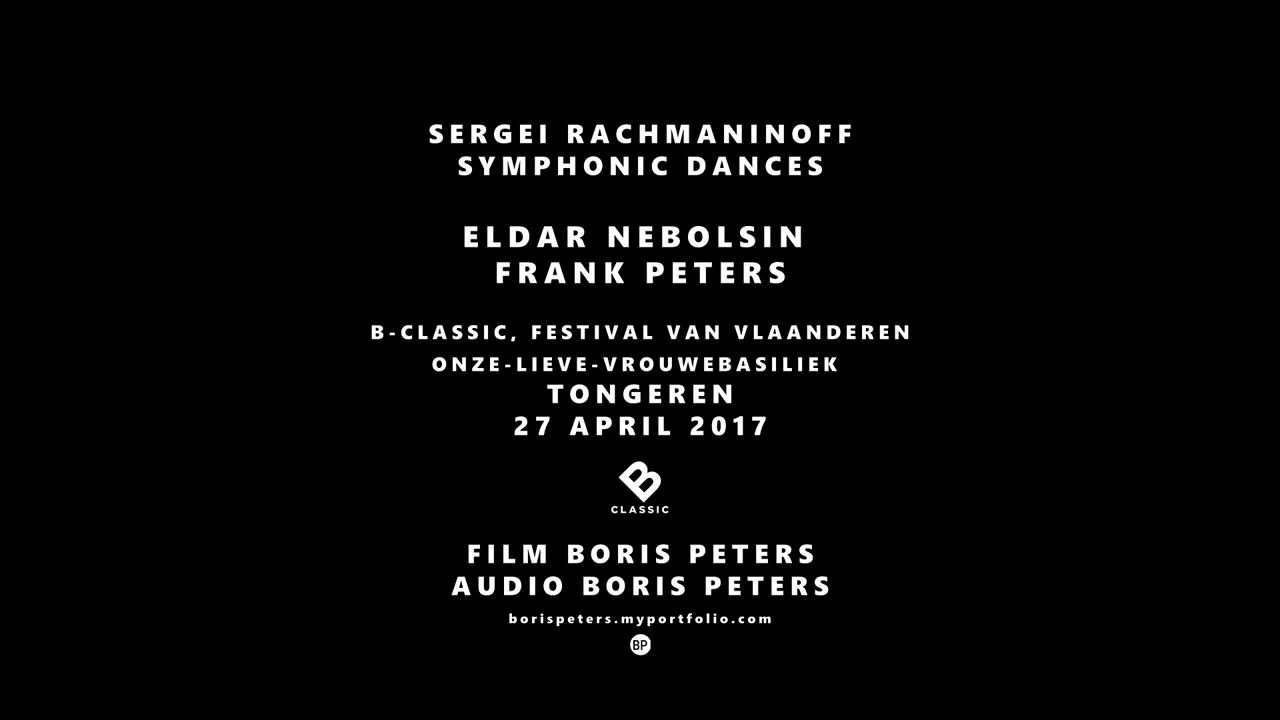 SERGEI RACHMANINOFF
SYMPHONIC DANCES
ELDAR NEBOLSIN
FRANK PETERS
B-CLASSIC, FESTIVAL VAN VLAANDEREN
ONZE-LIEVE-VROUWEBASILIEK
TONGEREN
27 APRIL 2017
B
CLASSIC
FILM BORIS PETERS
AUDIO BORIS PETERS
borispeters.myportfolio.com
BP